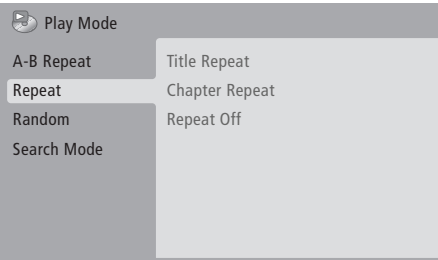 Play Mode
A-B Repeat
Repeat
Random
Search Mode
Title Repeat
Chapter Repeat
Repeat Off